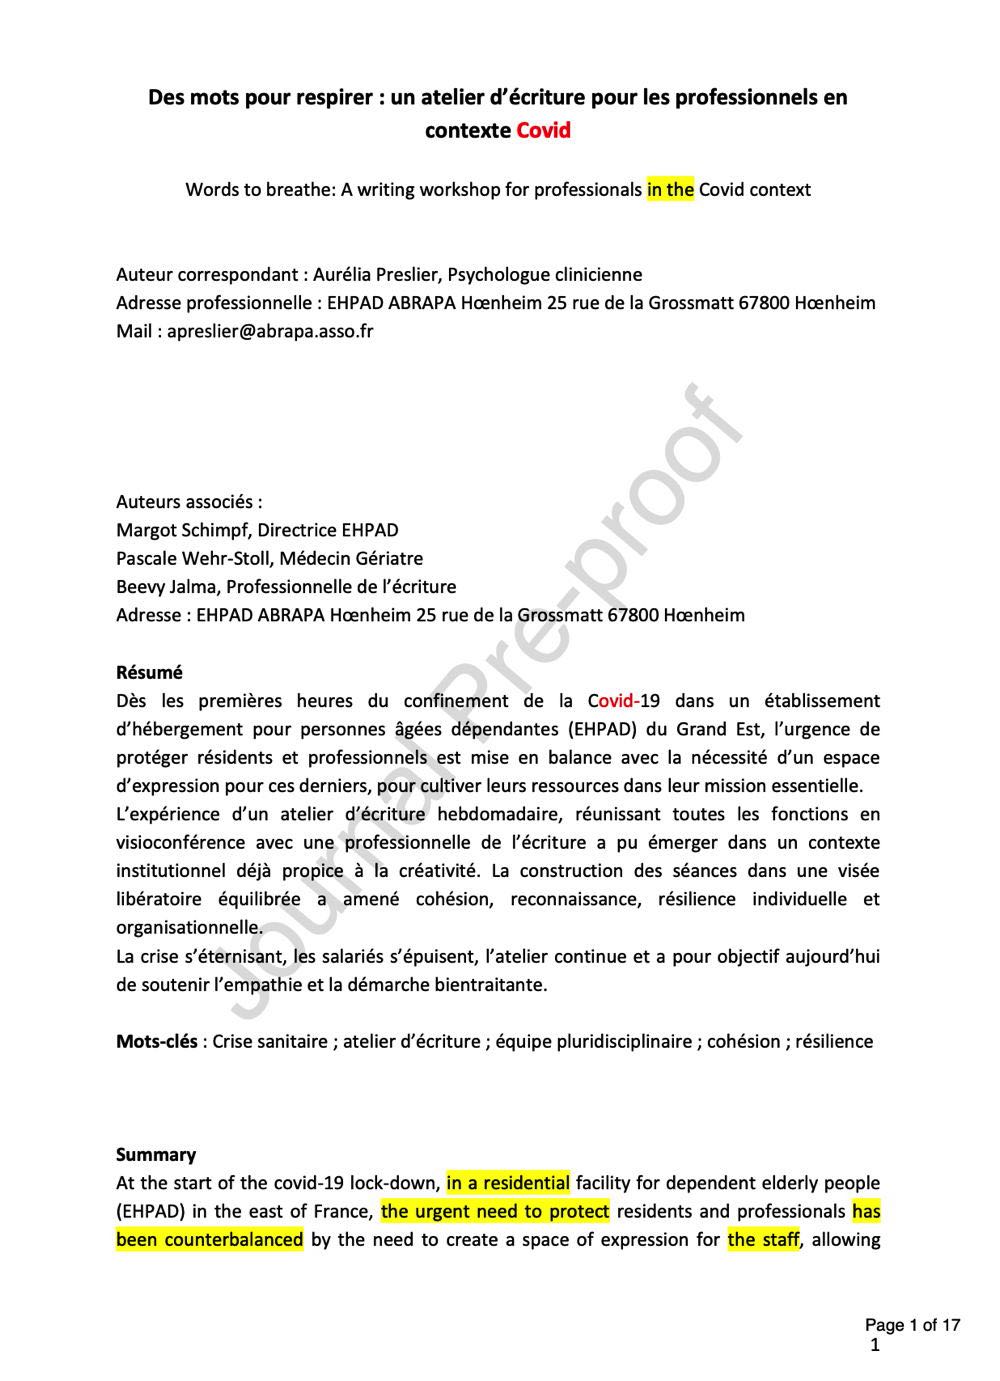 Des mots pour respirer : un atelier d’écriture pour les professionnels en
contexte Covid
Words to breathe: A writing workshop for professionals in the Covid context
Auteur correspondant : Aurélia Preslier, Psychologue clinicienne
Adresse professionnelle : EHPAD ABRAPA Hœnheim 25 rue de la Grossmatt 67800 Hœnheim
Mail : apreslier@abrapa.asso.fr
Auteurs associés :
Margot Schimpf, Directrice EHPAD
Pascale Wehr-Stoll, Médecin Gériatre
Beevy Jalma, Professionnelle de l’écriture
Adresse : EHPAD ABRAPA Hœnheim 25 rue de la Grossmatt 67800 Hœnheim
Résumé
Dès les premières heures du confinement de la Covid-19 dans un établissement
d’hébergement pour personnes âgées dépendantes (EHPAD) du Grand Est, l’urgence de
protéger résidents et professionnels est mise en balance avec la nécessité d’un espace
d’expression pour ces derniers, pour cultiver leurs ressources dans leur mission essentielle.
L’expérience d’un atelier d’écriture hebdomadaire, réunissant toutes les fonctions en
visioconférence avec une professionnelle de l’écriture a pu émerger dans un contexte
institutionnel déjà propice à la créativité. La construction des séances dans une visée
libératoire équilibrée a amené cohésion, reconnaissance, résilience individuelle et
organisationnelle.
La crise s’éternisant, les salariés s’épuisent, l’atelier continue et a pour objectif aujourd’hui
de soutenir l’empathie et la démarche bientraitante.
Mots-clés : Crise sanitaire ; atelier d’écriture ; équipe pluridisciplinaire ; cohésion ; résilience
Summary
At the start of the covid-19 lock-down, in a residential facility for dependent elderly people
(EHPAD) in the east of France, the urgent need to protect residents and professionals has
been counterbalanced by the need to create a space of expression for the staff, allowing
Journal Pre-proof
Page 1 of 17
1